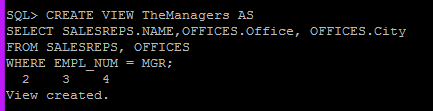 SQL> CREATE VIEW TheManagers AS
SELECT SALESREPS.NAME,OFFICES.Office, OFFICES.City
FROM SALESREPS, OFFICES
WHERE EMPL_NUM = MGR;
  2    3    4
View created.